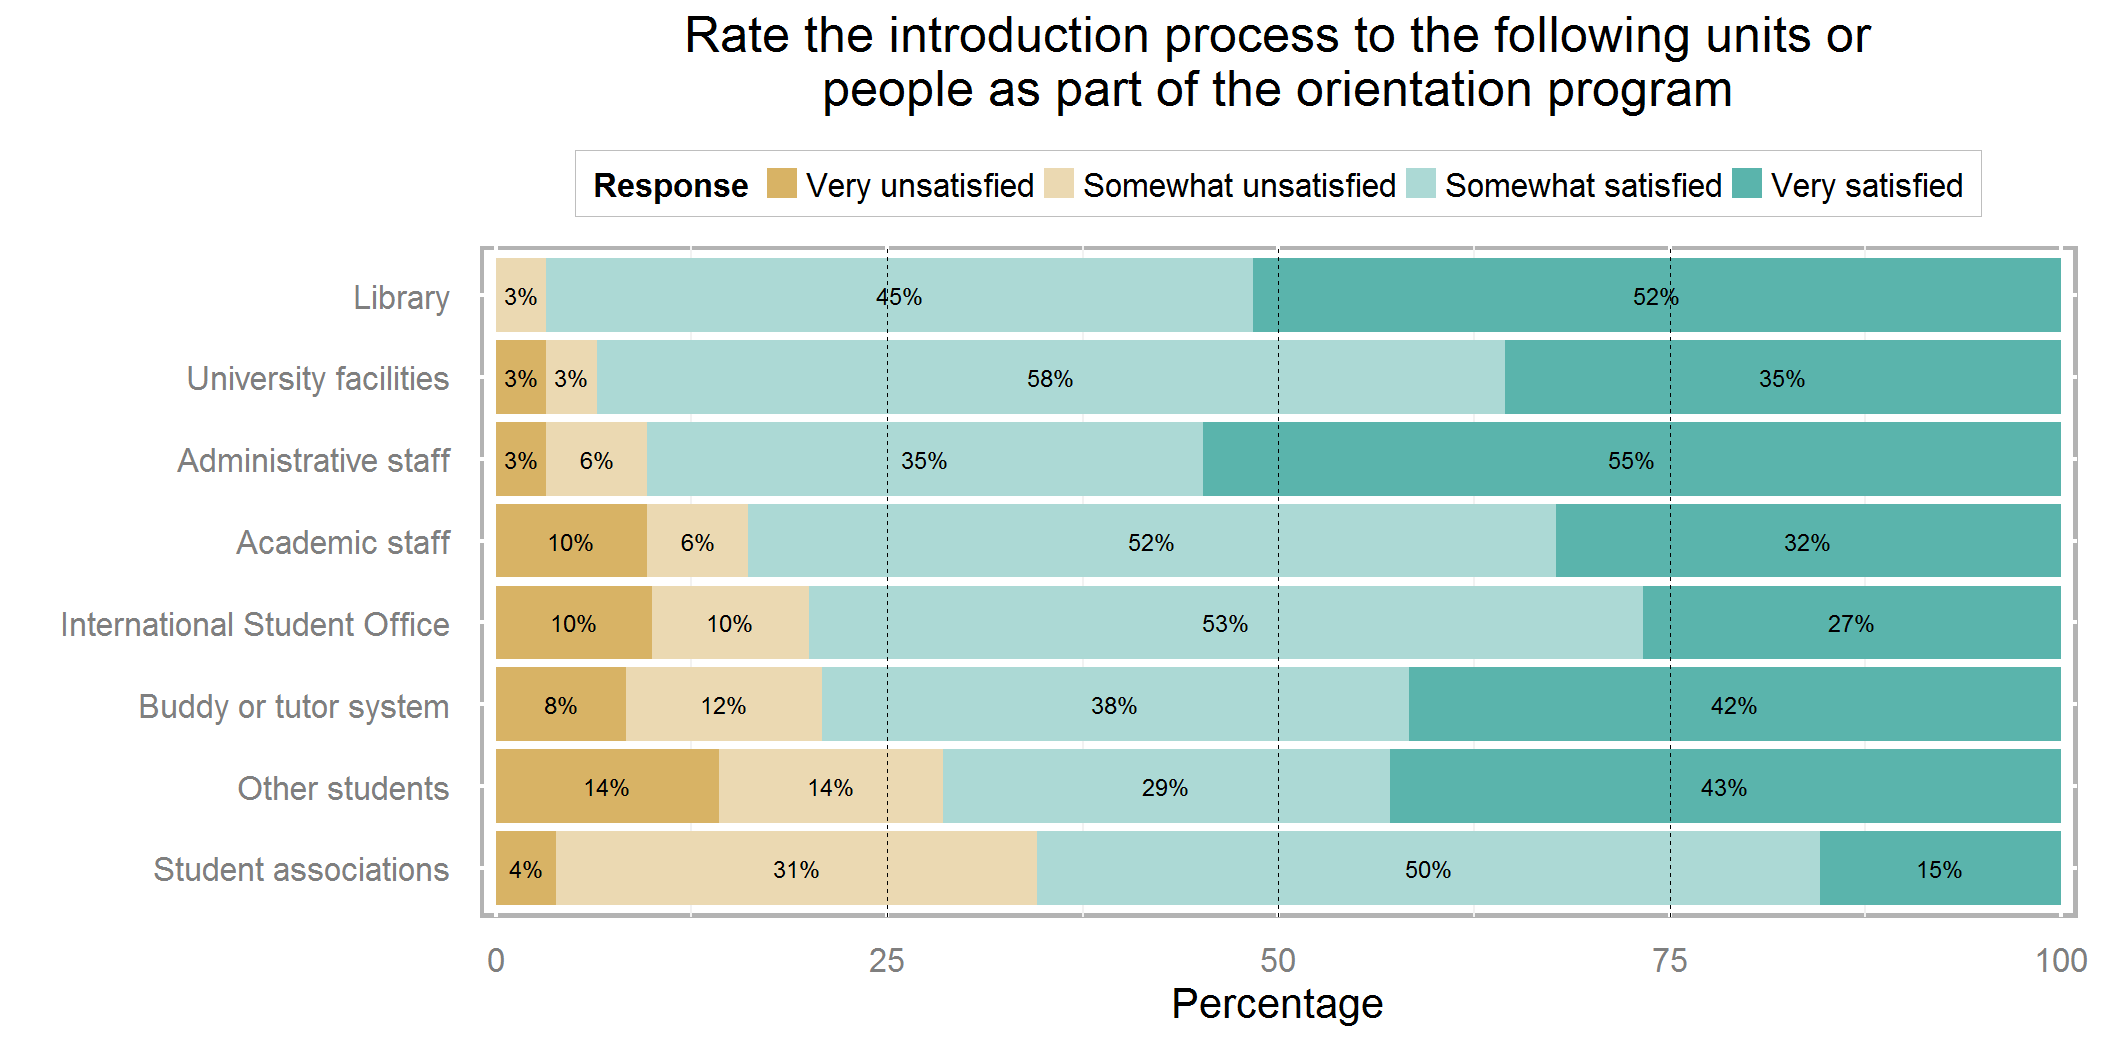 Rate the introduction process to the following units or
people as part of the orientation program
Response Very unsatisfied Somewhat unsatisfied Somewhat satisfied Very satisfied
Library 3% 45% 52%
University facilities 3% 3% 58% 35%
Administrative staff 3% 6% 35% 55%
Academic staff 10% 6% 52% 32%
International Student Office 10% 10% 53% 27%
Buddy or tutor system 8% 12% 38% 42%
Other students 14% 14% 29% 43%
Student associations 4% 31% 50% 15%
0 25 50 75 100
Percentage